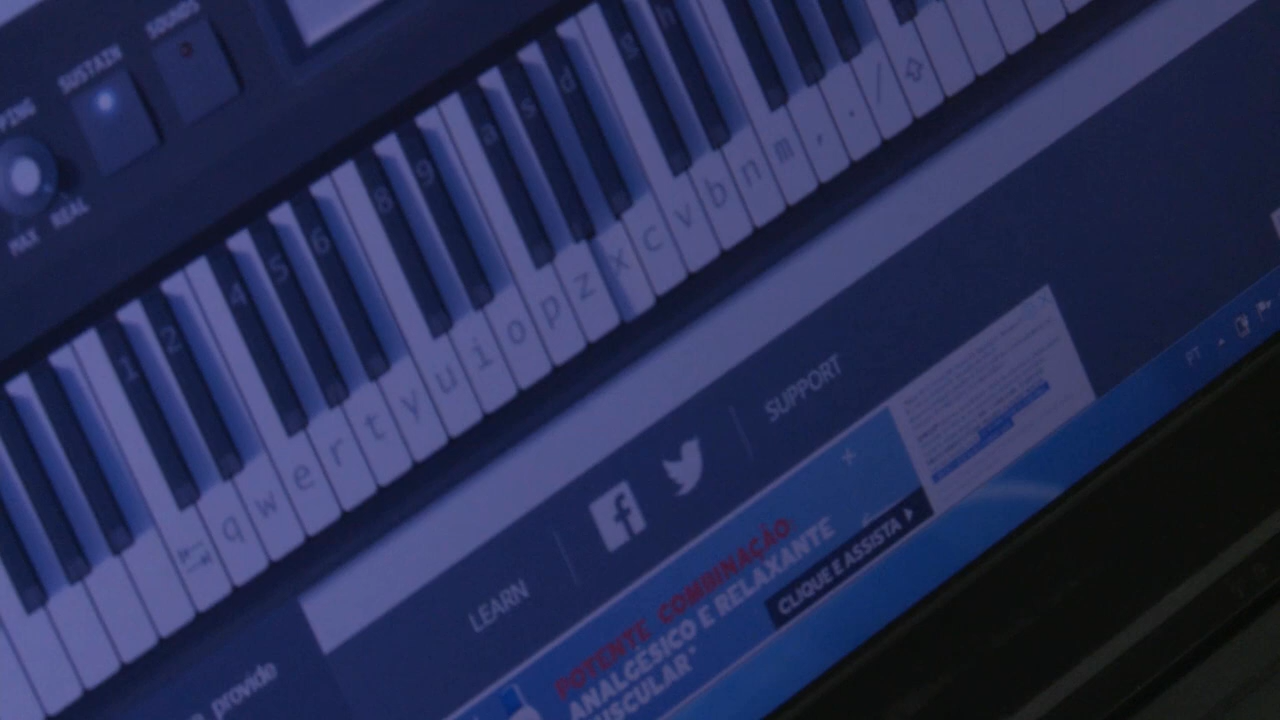 SOUNDS
SUSTAIN
MAX REAL
1 2 4 5 6 8 9 a s d g h
q w e r t y u i o p z x c v b n m , . /
LEARN
SUPPORT
provide
POTENTE COMBINAÇÃO
ANALGÉSICO E RELAXANTE
CLIQUE E ASSISTA
PT